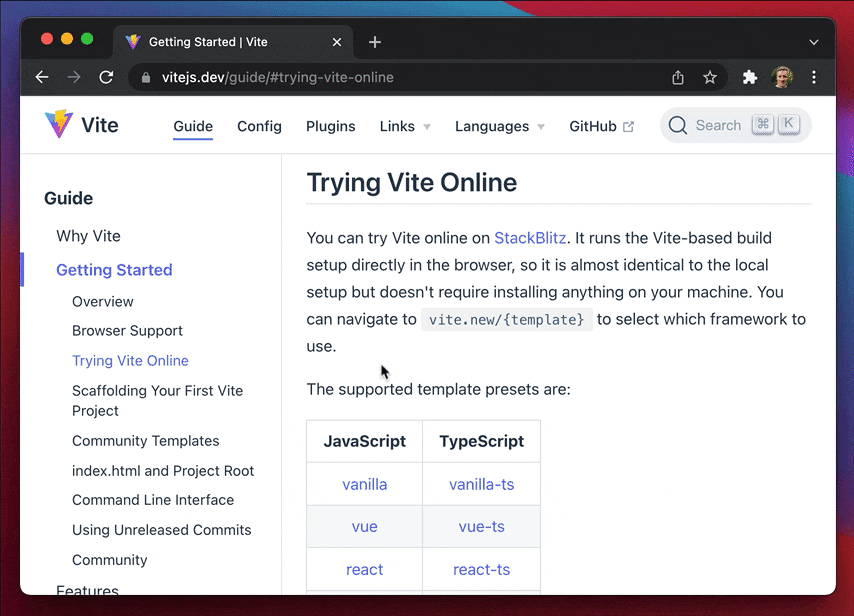 Getting Started | Vite
vitejs.dev/guide/#trying-vite-online
Vite
Guide
Config
Plugins
Links
Languages
GitHub
Search
⌘
K
Guide
Why Vite
Getting Started
Overview
Browser Support
Trying Vite Online
Scaffolding Your First Vite
Project
Community Templates
index.html and Project Root
Command Line Interface
Using Unreleased Commits
Community
Features
Trying Vite Online
You can try Vite online on StackBlitz. It runs the Vite-based build
setup directly in the browser, so it is almost identical to the local
setup but doesn't require installing anything on your machine. You
can navigate to vite.new/{template} to select which framework to
use.
The supported template presets are:
JavaScript TypeScript
vanilla vanilla-ts
vue vue-ts
react react-ts